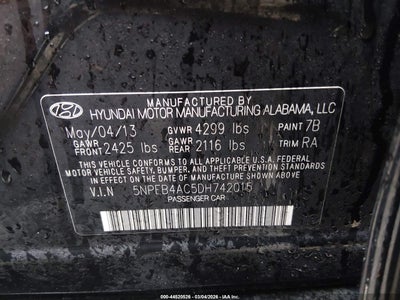 MANUFACTURED BY
HYUNDAI MOTOR MANUFACTURING ALABAMA, LLC
May/04/13 GVWR 4299 lbs PAINT 7B
GAWR FRONT 2425 lbs GAWR REAR 2116 lbs TRIM RA
THIS VEHICLE CONFORMS TO ALL APPLICABLE U.S. FEDERAL
MOTOR VEHICLE SAFETY, BUMPER, AND THEFT PREVENTION STANDARDS
IN EFFECT ON THE DATE OF MANUFACTURE SHOWN ABOVE.
V.I.N 5NPEB4AC5DH742015
PASSENGER CAR
000-44520526 - 03/04/2026 - IAA, Inc.